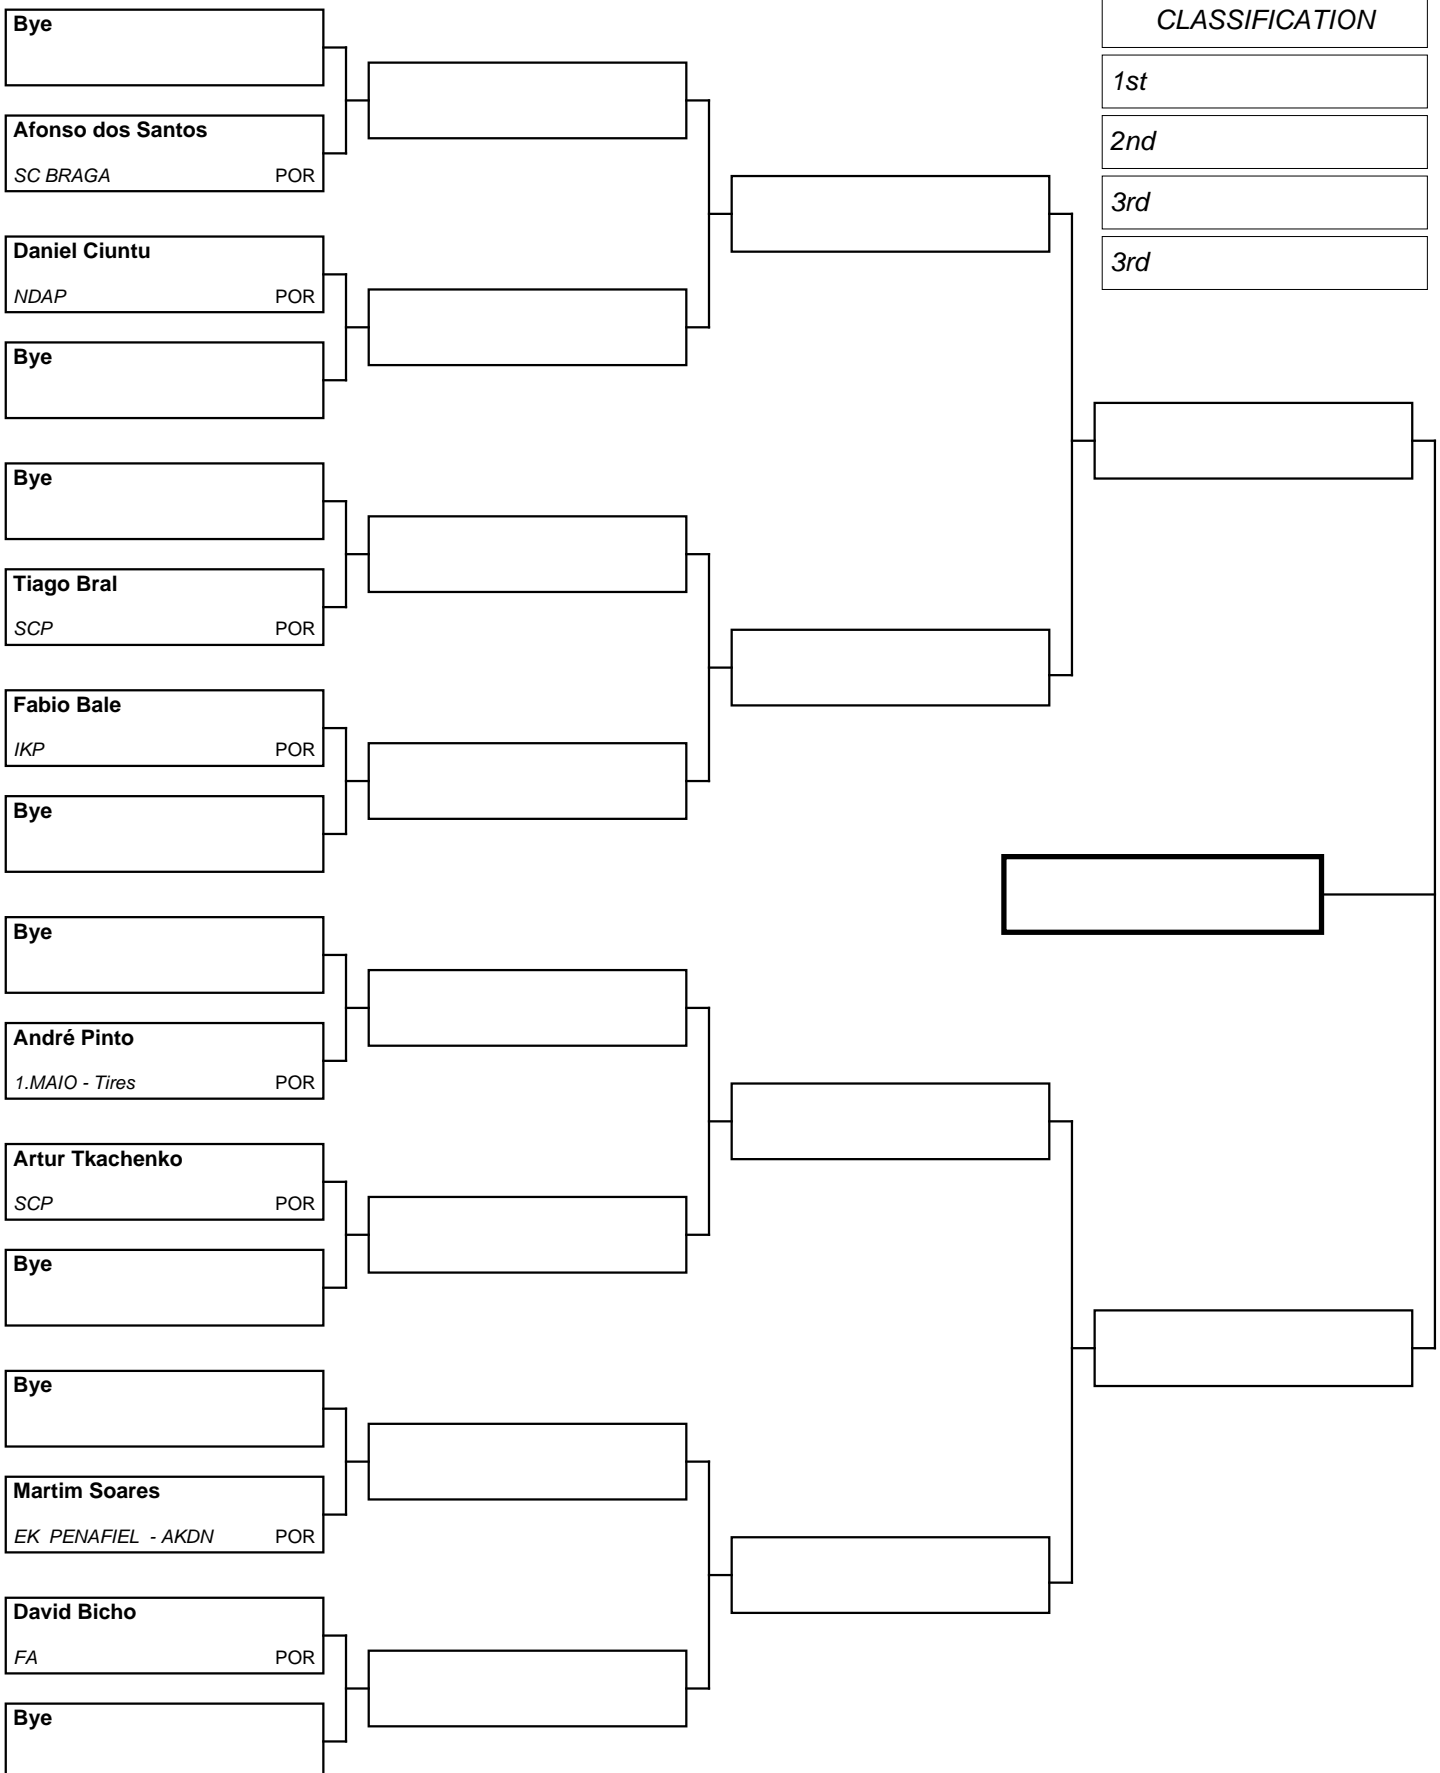 Bye
Afonso dos Santos
SC BRAGA POR
Daniel Ciuntu
NDAP POR
Bye
Bye
Tiago Bral
SCP POR
Fabio Bale
IKP POR
Bye
Bye
André Pinto
1.MAIO - Tires POR
Artur Tkachenko
SCP POR
Bye
Bye
Martim Soares
EK PENAFIEL - AKDN POR
David Bicho
FA POR
Bye
CLASSIFICATION
1st
2nd
3rd
3rd